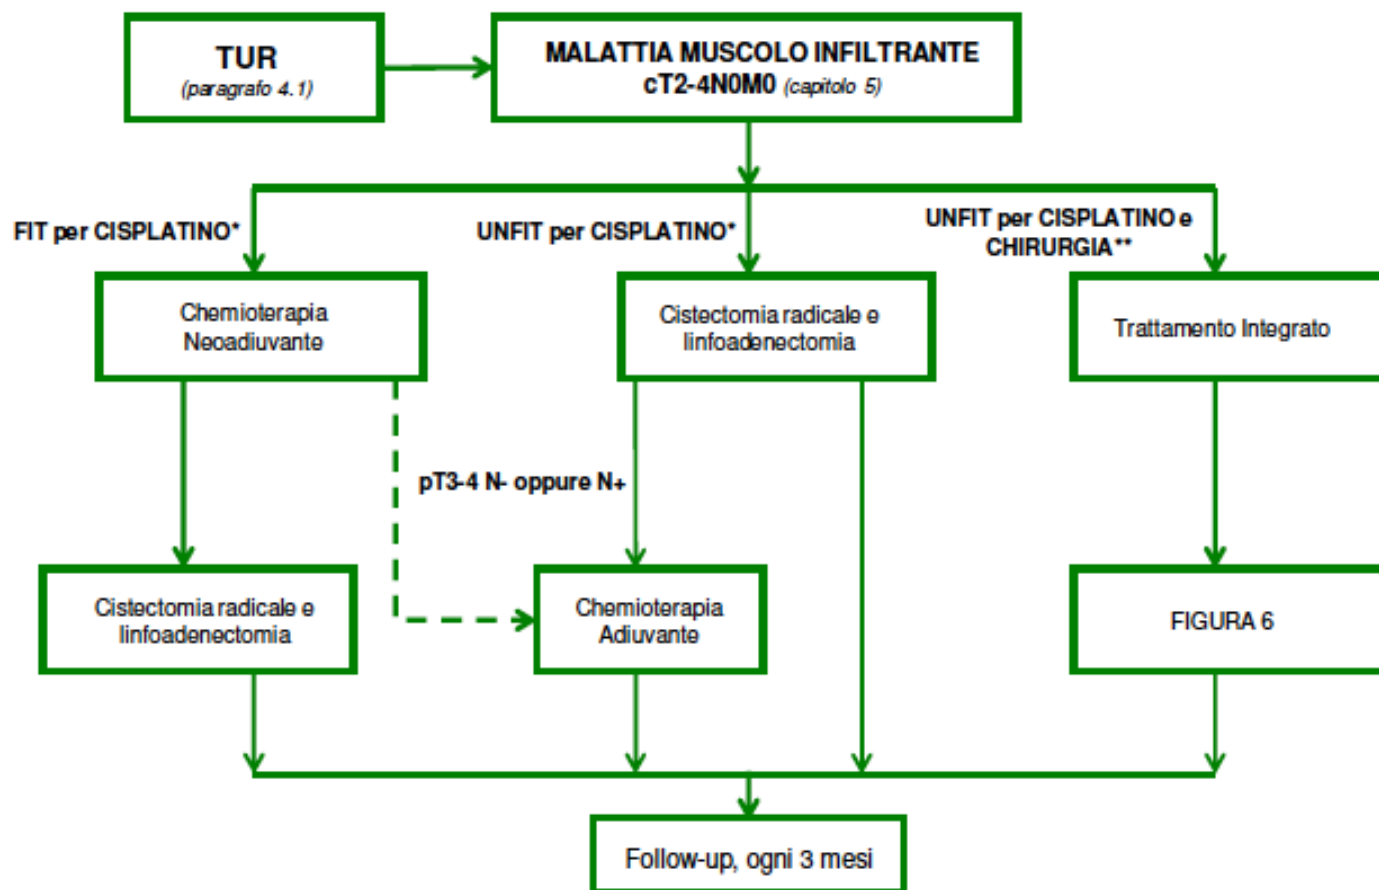 TUR
(paragrafo 4.1)
MALATTIA MUSCOLO INFILTRANTE
cT2-4N0M0 (capitolo 5)
FIT per CISPLATINO*
UNFIT per CISPLATINO*
UNFIT per CISPLATINO e
CHIRURGIA**
Chemioterapia
Neoadiuvante
Cistectomia radicale e
linfoadenectomia
Trattamento Integrato
pT3-4 N- oppure N+
Cistectomia radicale e
linfoadenectomia
Chemioterapia
Adiuvante
FIGURA 6
Follow-up, ogni 3 mesi